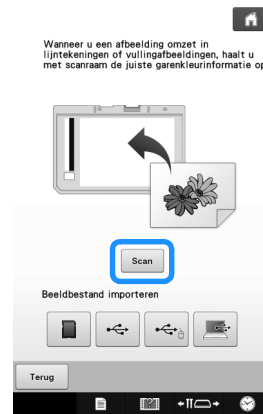 Wanneer u een afbeelding omzet in
lijntekeningen of vullingafbeeldingen, haalt u
met scanraam de juiste garenkleurinformatie op
Scan
Beeldbestand importeren
Terug